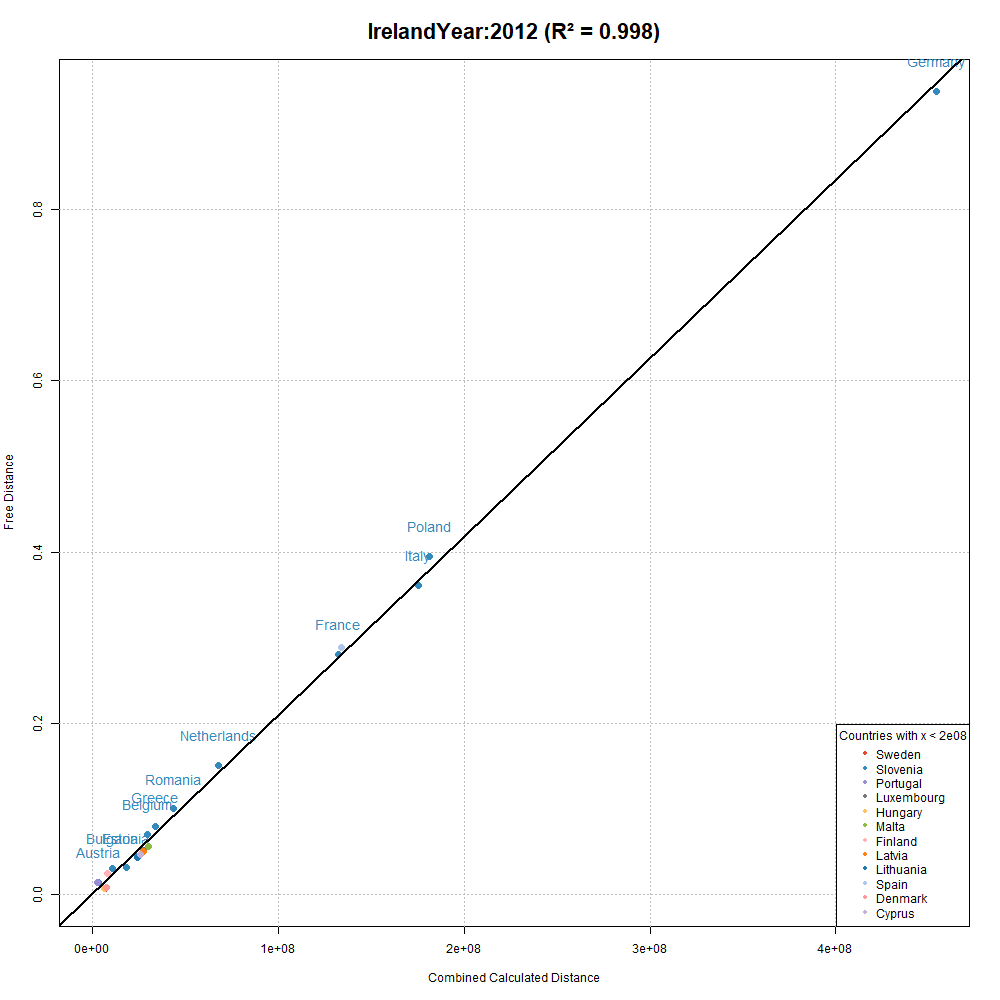 IrelandYear:2012 (R² = 0.998)
Germany
0.8
0.6
Free Distance
Poland
0.4
Italy
France
0.2
Netherlands
Romania
Greece
Belgium
Bulgaria
Estonia
Austria
0.0
Countries with x < 2e08
Sweden
Slovenia
Portugal
Luxembourg
Hungary
Malta
Finland
Latvia
Lithuania
Spain
Denmark
Cyprus
0e+00 1e+08 2e+08 3e+08 4e+08
Combined Calculated Distance